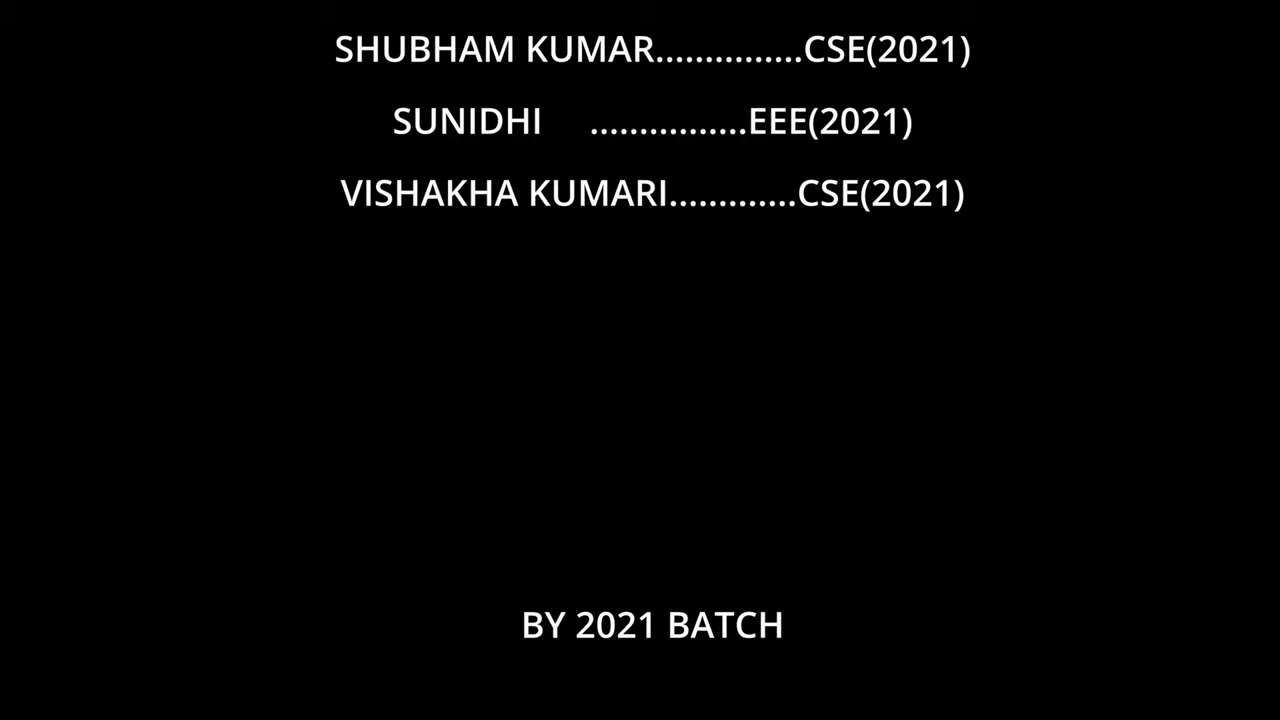 SHUBHAM KUMAR...............CSE(2021)
SUNIDHI     ................EEE(2021)
VISHAKHA KUMARI.............CSE(2021)
BY 2021 BATCH